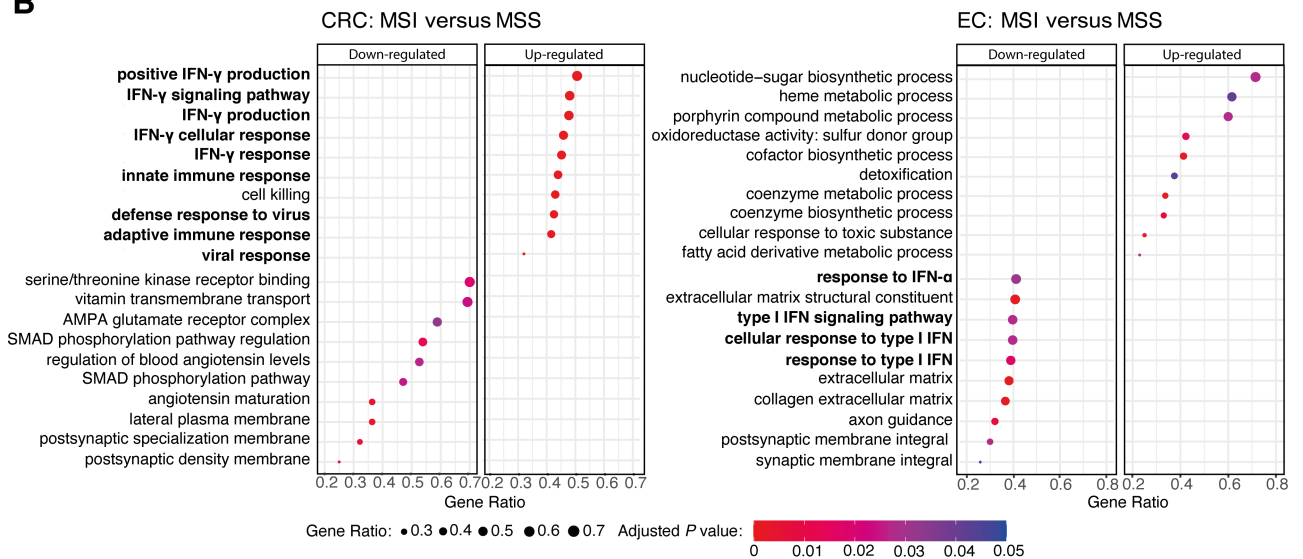 B
CRC: MSI versus MSS
Down-regulated
Up-regulated
positive IFN-γ production
IFN-γ signaling pathway
IFN-γ production
IFN-γ cellular response
IFN-γ response
innate immune response
cell killing
defense response to virus
adaptive immune response
viral response
serine/threonine kinase receptor binding
vitamin transmembrane transport
AMPA glutamate receptor complex
SMAD phosphorylation pathway regulation
regulation of blood angiotensin levels
SMAD phosphorylation pathway
angiotensin maturation
lateral plasma membrane
postsynaptic specialization membrane
postsynaptic density membrane
0.2 0.3 0.4 0.5 0.6 0.7 0.2 0.3 0.4 0.5 0.6 0.7
Gene Ratio
EC: MSI versus MSS
Down-regulated
Up-regulated
nucleotide–sugar biosynthetic process
heme metabolic process
porphyrin compound metabolic process
oxidoreductase activity: sulfur donor group
cofactor biosynthetic process
detoxification
coenzyme metabolic process
coenzyme biosynthetic process
cellular response to toxic substance
fatty acid derivative metabolic process
response to IFN-α
extracellular matrix structural constituent
type I IFN signaling pathway
cellular response to type I IFN
response to type I IFN
extracellular matrix
collagen extracellular matrix
axon guidance
postsynaptic membrane integral
synaptic membrane integral
0.2 0.4 0.6 0.8 0.2 0.4 0.6 0.8
Gene Ratio
Gene Ratio: 0.3 0.4 0.5 0.6 0.7
Adjusted P value:
0 0.01 0.02 0.03 0.04 0.05